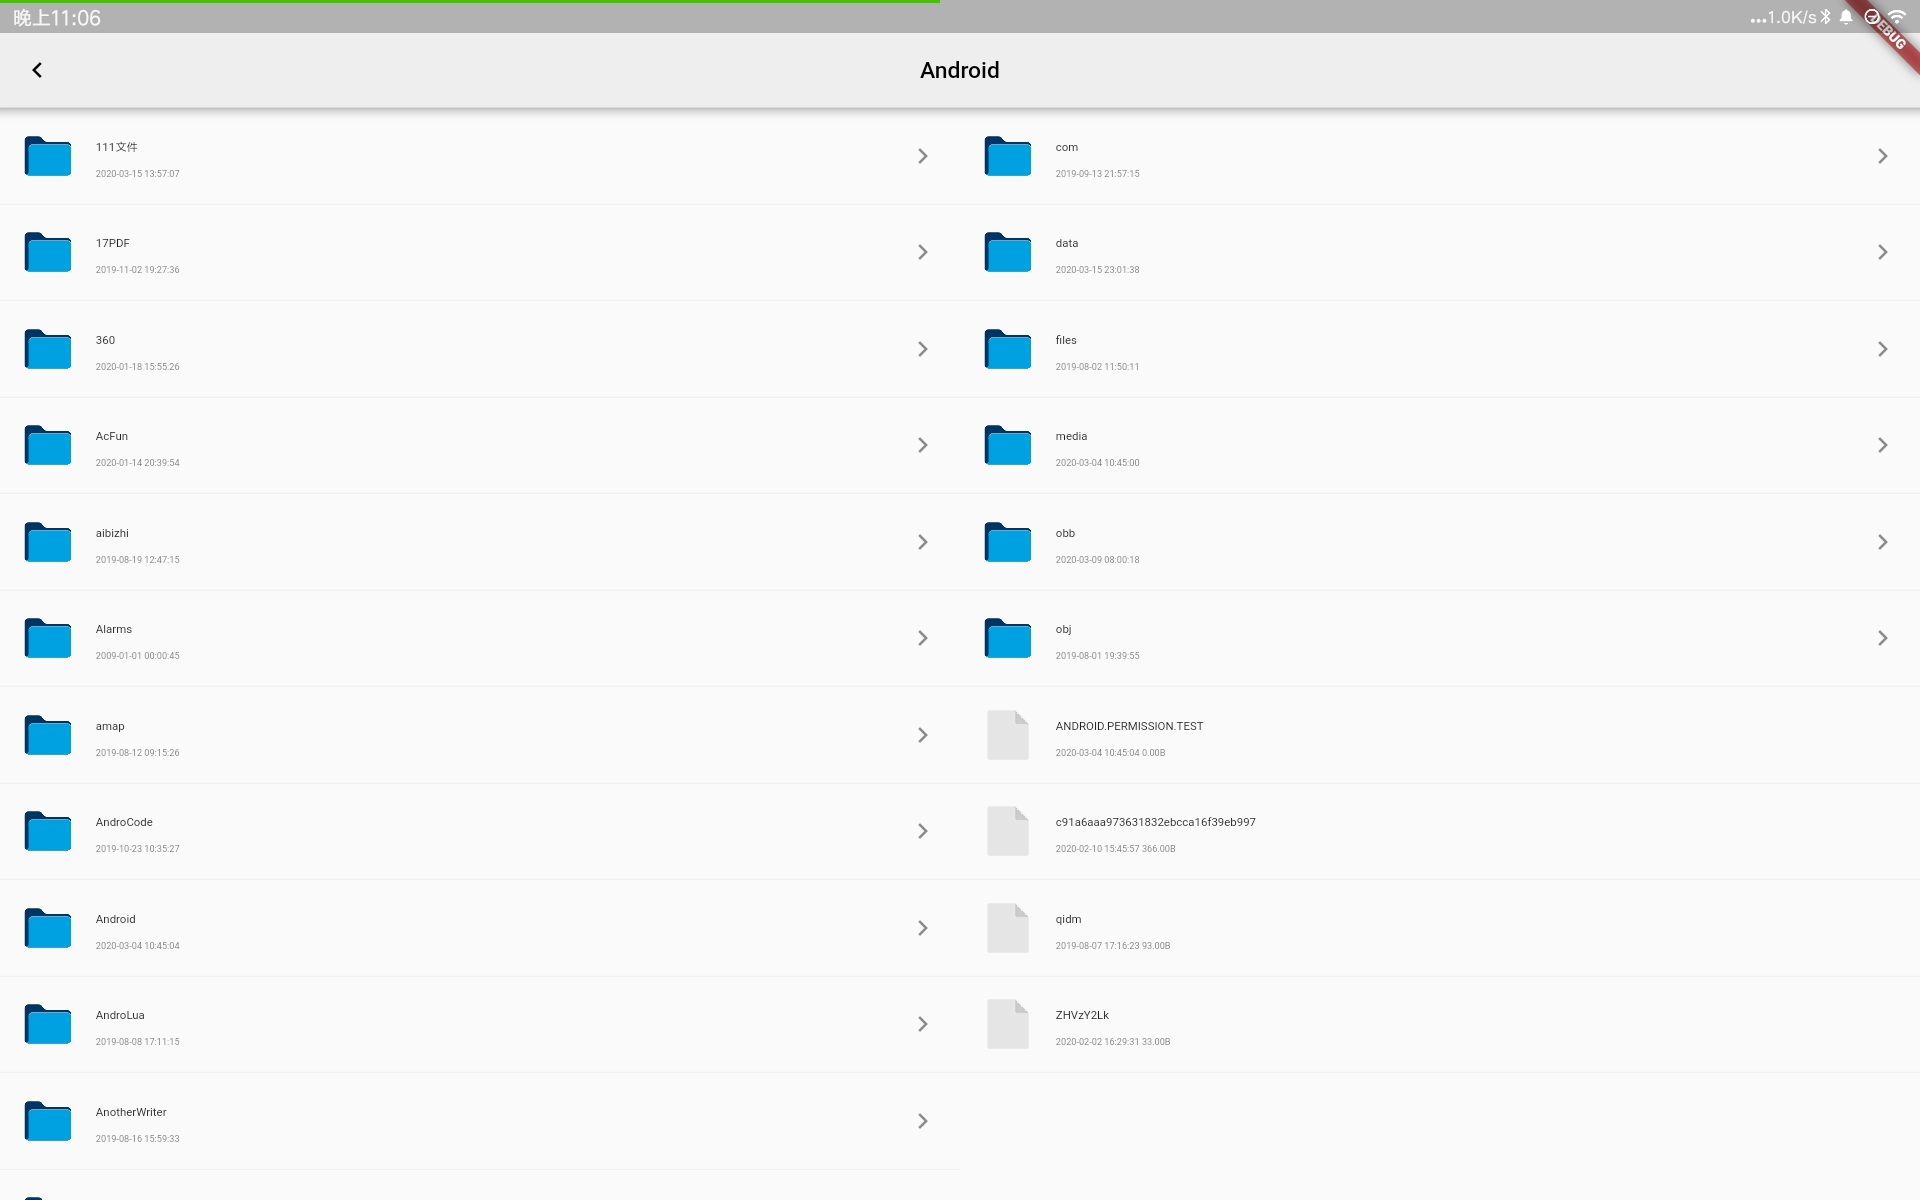 晚上11:06
...1.0K/s
DEBUG
Android
111文件
2020-03-15 13:57:07
17PDF
2019-11-02 19:27:36
360
2020-01-18 15:55:26
AcFun
2020-01-14 20:39:54
aibizhi
2019-08-19 12:47:15
Alarms
2009-01-01 00:00:45
amap
2019-08-12 09:15:26
AndroCode
2019-10-23 10:35:27
Android
2020-03-04 10:45:04
AndroLua
2019-08-08 17:11:15
AnotherWriter
2019-08-16 15:59:33
com
2019-09-13 21:57:15
data
2020-03-15 23:01:38
files
2019-08-02 11:50:11
media
2020-03-04 10:45:00
obb
2020-03-09 08:00:18
obj
2019-08-01 19:39:55
ANDROID.PERMISSION.TEST
2020-03-04 10:45:04 0.00B
c91a6aaa973631832ebcca16f39eb997
2020-02-10 15:45:57 366.00B
qidm
2019-08-07 17:16:23 93.00B
ZHVzY2Lk
2020-02-02 16:29:31 33.00B